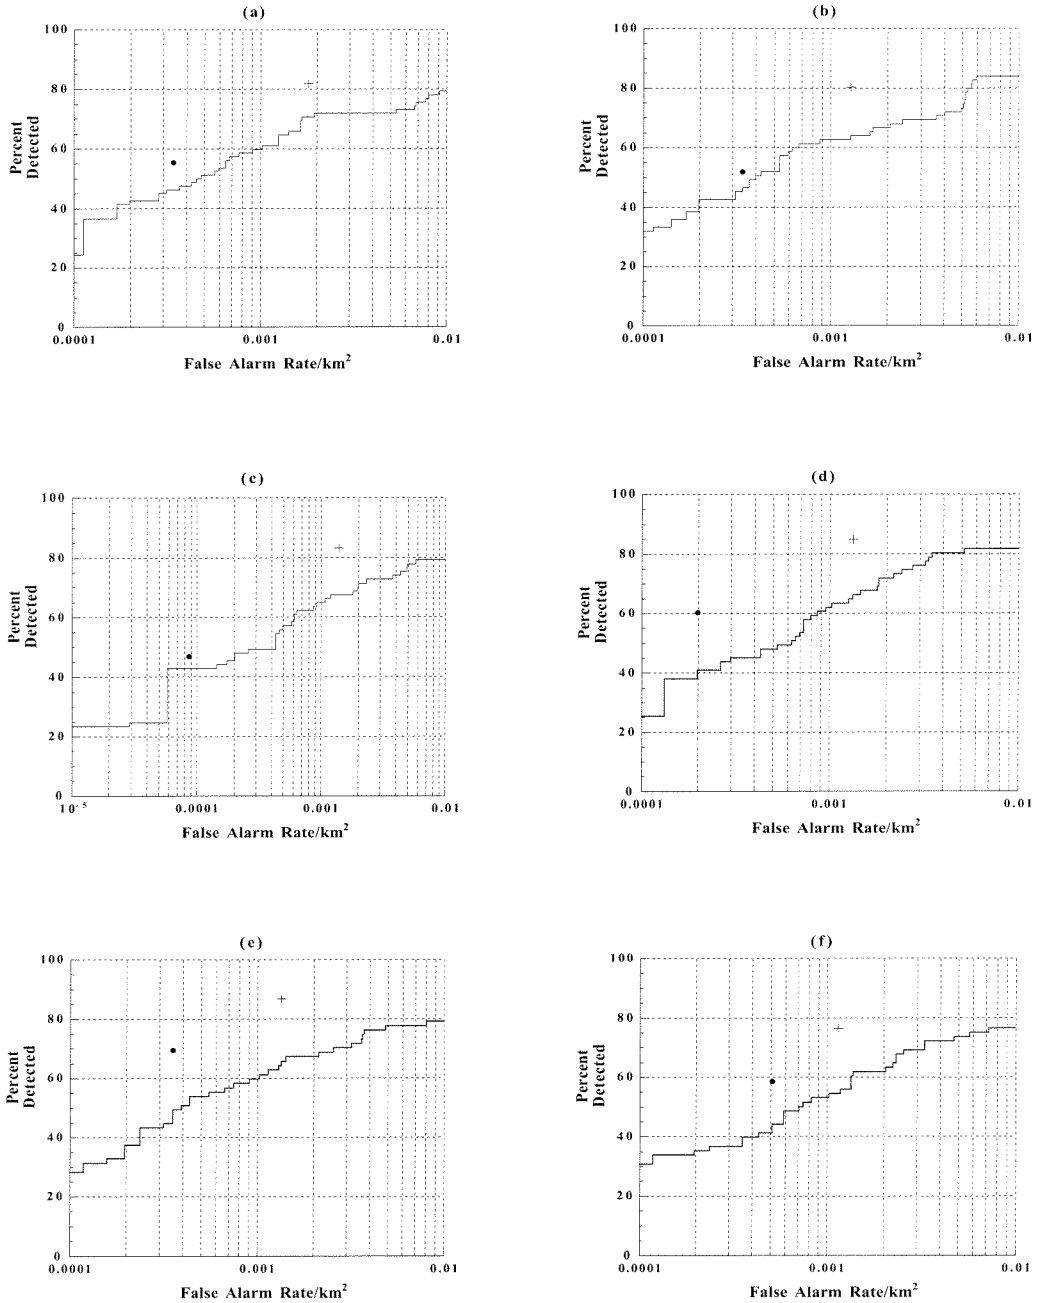 (a)
100
80
60
40
20
0
Percent
Detected
0.0001
0.001
0.01
False Alarm Rate/km²
(b)
100
80
60
40
20
0
Percent
Detected
0.0001
0.001
0.01
False Alarm Rate/km²
(c)
100
80
60
40
20
0
Percent
Detected
10⁻⁵
0.0001
0.001
0.01
False Alarm Rate/km²
(d)
100
80
60
40
20
0
Percent
Detected
0.0001
0.001
0.01
False Alarm Rate/km²
(e)
100
80
60
40
20
0
Percent
Detected
0.0001
0.001
0.01
False Alarm Rate/km²
(f)
100
80
60
40
20
0
Percent
Detected
0.0001
0.001
0.01
False Alarm Rate/km²